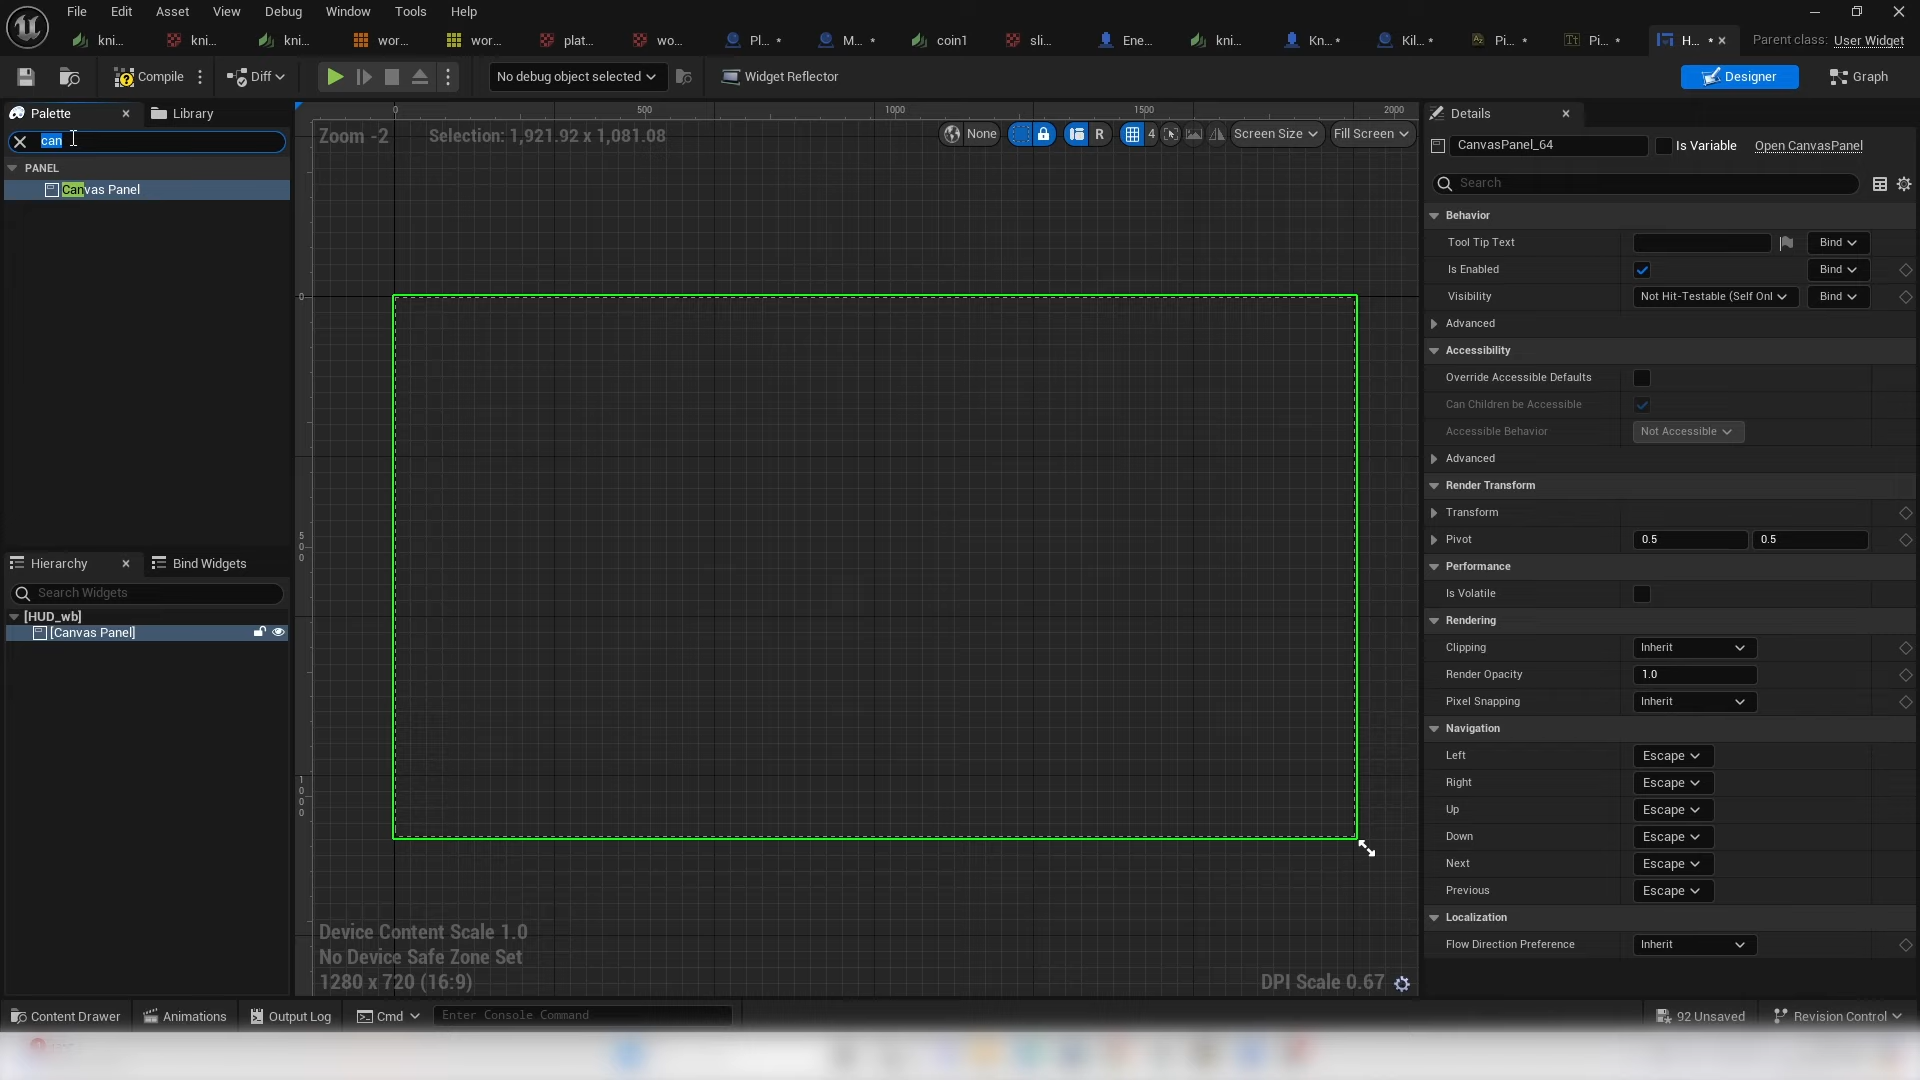 File Edit Asset View Debug Window Tools Help
kni... kni... kni... wor... wor... plat... wo... Pl... * M... * coin1 sli... Ene... kni... Kn... * Kil... * Pi... * Pi... * H... * Parent class: User Widget
Compile Diff No debug object selected Widget Reflector Designer Graph
Palette Library
can
PANEL
Canvas Panel
Hierarchy Bind Widgets
Search Widgets
[HUD_wb]
[Canvas Panel]
0 500 1000 1500 2000
Zoom -2 Selection: 1,921.92 x 1,081.08 None R 4 Screen Size Fill Screen
0
5
0
0
1
0
0
0
Device Content Scale 1.0
No Device Safe Zone Set
1280 x 720 (16:9) DPI Scale 0.67
Details
CanvasPanel_64 Is Variable Open CanvasPanel
Search
Behavior
Tool Tip Text Bind
Is Enabled Bind
Visibility Not Hit-Testable (Self Onl Bind
Advanced
Accessibility
Override Accessible Defaults
Can Children be Accessible
Accessible Behavior Not Accessible
Advanced
Render Transform
Transform
Pivot 0.5 0.5
Performance
Is Volatile
Rendering
Clipping Inherit
Render Opacity 1.0
Pixel Snapping Inherit
Navigation
Left Escape
Right Escape
Up Escape
Down Escape
Next Escape
Previous Escape
Localization
Flow Direction Preference Inherit
Content Drawer Animations Output Log Cmd Enter Console Command 92 Unsaved Revision Control